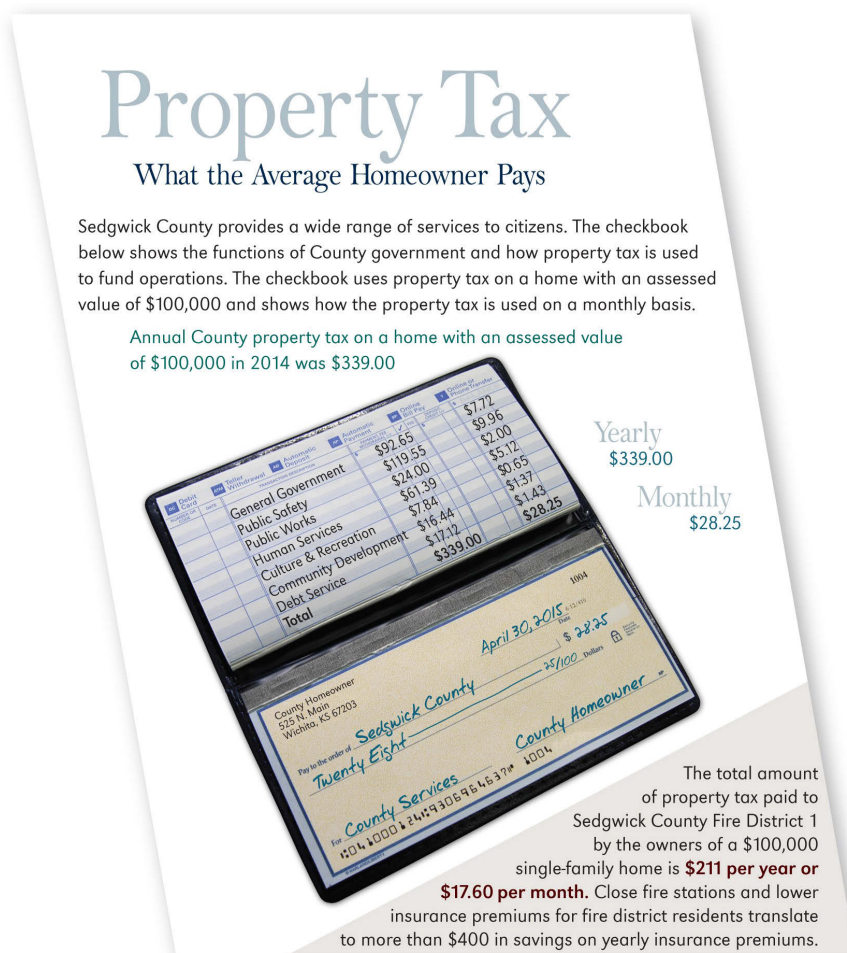 Property Tax
What the Average Homeowner Pays
Sedgwick County provides a wide range of services to citizens. The checkbook
below shows the functions of County government and how property tax is used
to fund operations. The checkbook uses property tax on a home with an assessed
value of $100,000 and shows how the property tax is used on a monthly basis.
Annual County property tax on a home with an assessed value
of $100,000 in 2014 was $339.00
Debit Card
Teller Withdrawal
Automatic Deposit
Automatic Payment
Online Bill Pay
Online or Phone Transfer
DATE
TRANSACTION DESCRIPTION
General Government $92.65 $7.72
Public Safety $119.55 $9.96
Public Works $24.00 $2.00
Human Services $61.39 $5.12
Culture & Recreation $7.84 $0.65
Community Development $16.44 $1.37
Debt Service $17.12 $1.43
Total $339.00 $28.25
Yearly
$339.00
Monthly
$28.25
1004
County Homeowner
525 N. Main
Wichita, KS 67203
April 30, 2015
Date
Pay to the order of Sedgwick County $ 28.25
Twenty Eight 25/100 Dollars
For County Services County Homeowner
The total amount
of property tax paid to
Sedgwick County Fire District 1
by the owners of a $100,000
single-family home is $211 per year or
$17.60 per month. Close fire stations and lower
insurance premiums for fire district residents translate
to more than $400 in savings on yearly insurance premiums.